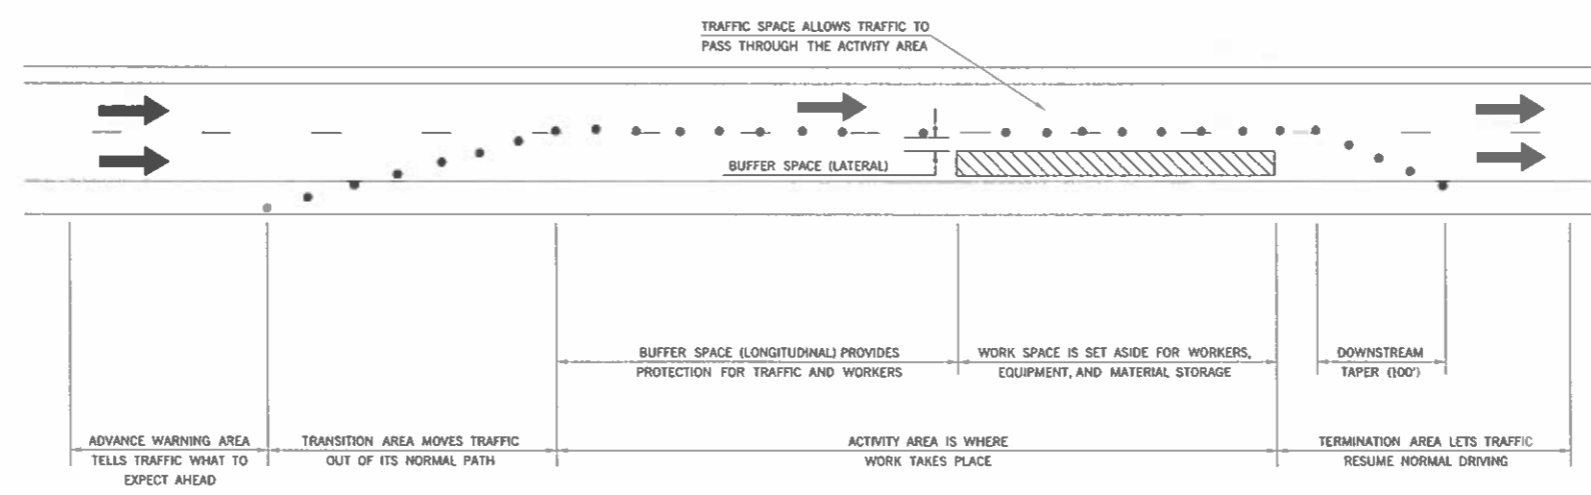 TRAFFIC SPACE ALLOWS TRAFFIC TO
PASS THROUGH THE ACTIVITY AREA
BUFFER SPACE (LATERAL)
BUFFER SPACE (LONGITUDINAL) PROVIDES
PROTECTION FOR TRAFFIC AND WORKERS
WORK SPACE IS SET ASIDE FOR WORKERS,
EQUIPMENT, AND MATERIAL STORAGE
DOWNSTREAM
TAPER (100')
ADVANCE WARNING AREA
TELLS TRAFFIC WHAT TO
EXPECT AHEAD
TRANSITION AREA MOVES TRAFFIC
OUT OF ITS NORMAL PATH
ACTIVITY AREA IS WHERE
WORK TAKES PLACE
TERMINATION AREA LETS TRAFFIC
RESUME NORMAL DRIVING